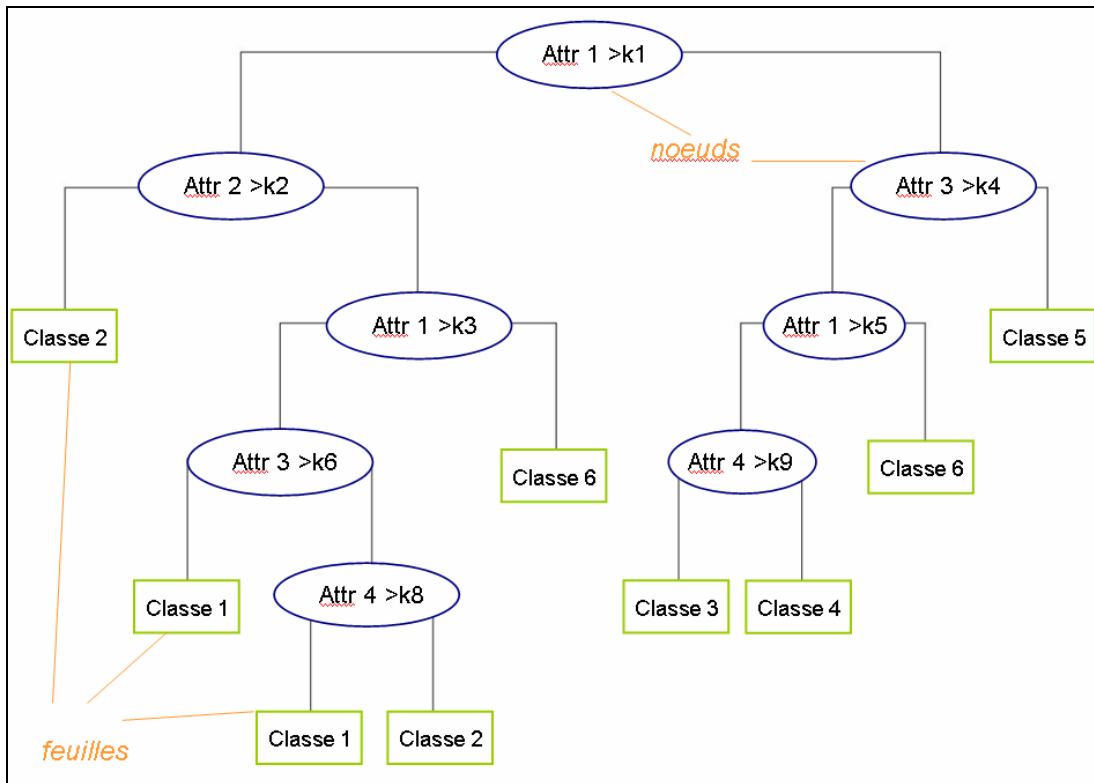 Attr 1 >k1
noeuds
Attr 2 >k2
Attr 3 >k4
Classe 2
Attr 1 >k3
Attr 1 >k5
Classe 5
Attr 3 >k6
Classe 6
Attr 4 >k9
Classe 6
Classe 1
Attr 4 >k8
Classe 3
Classe 4
feuilles
Classe 1
Classe 2